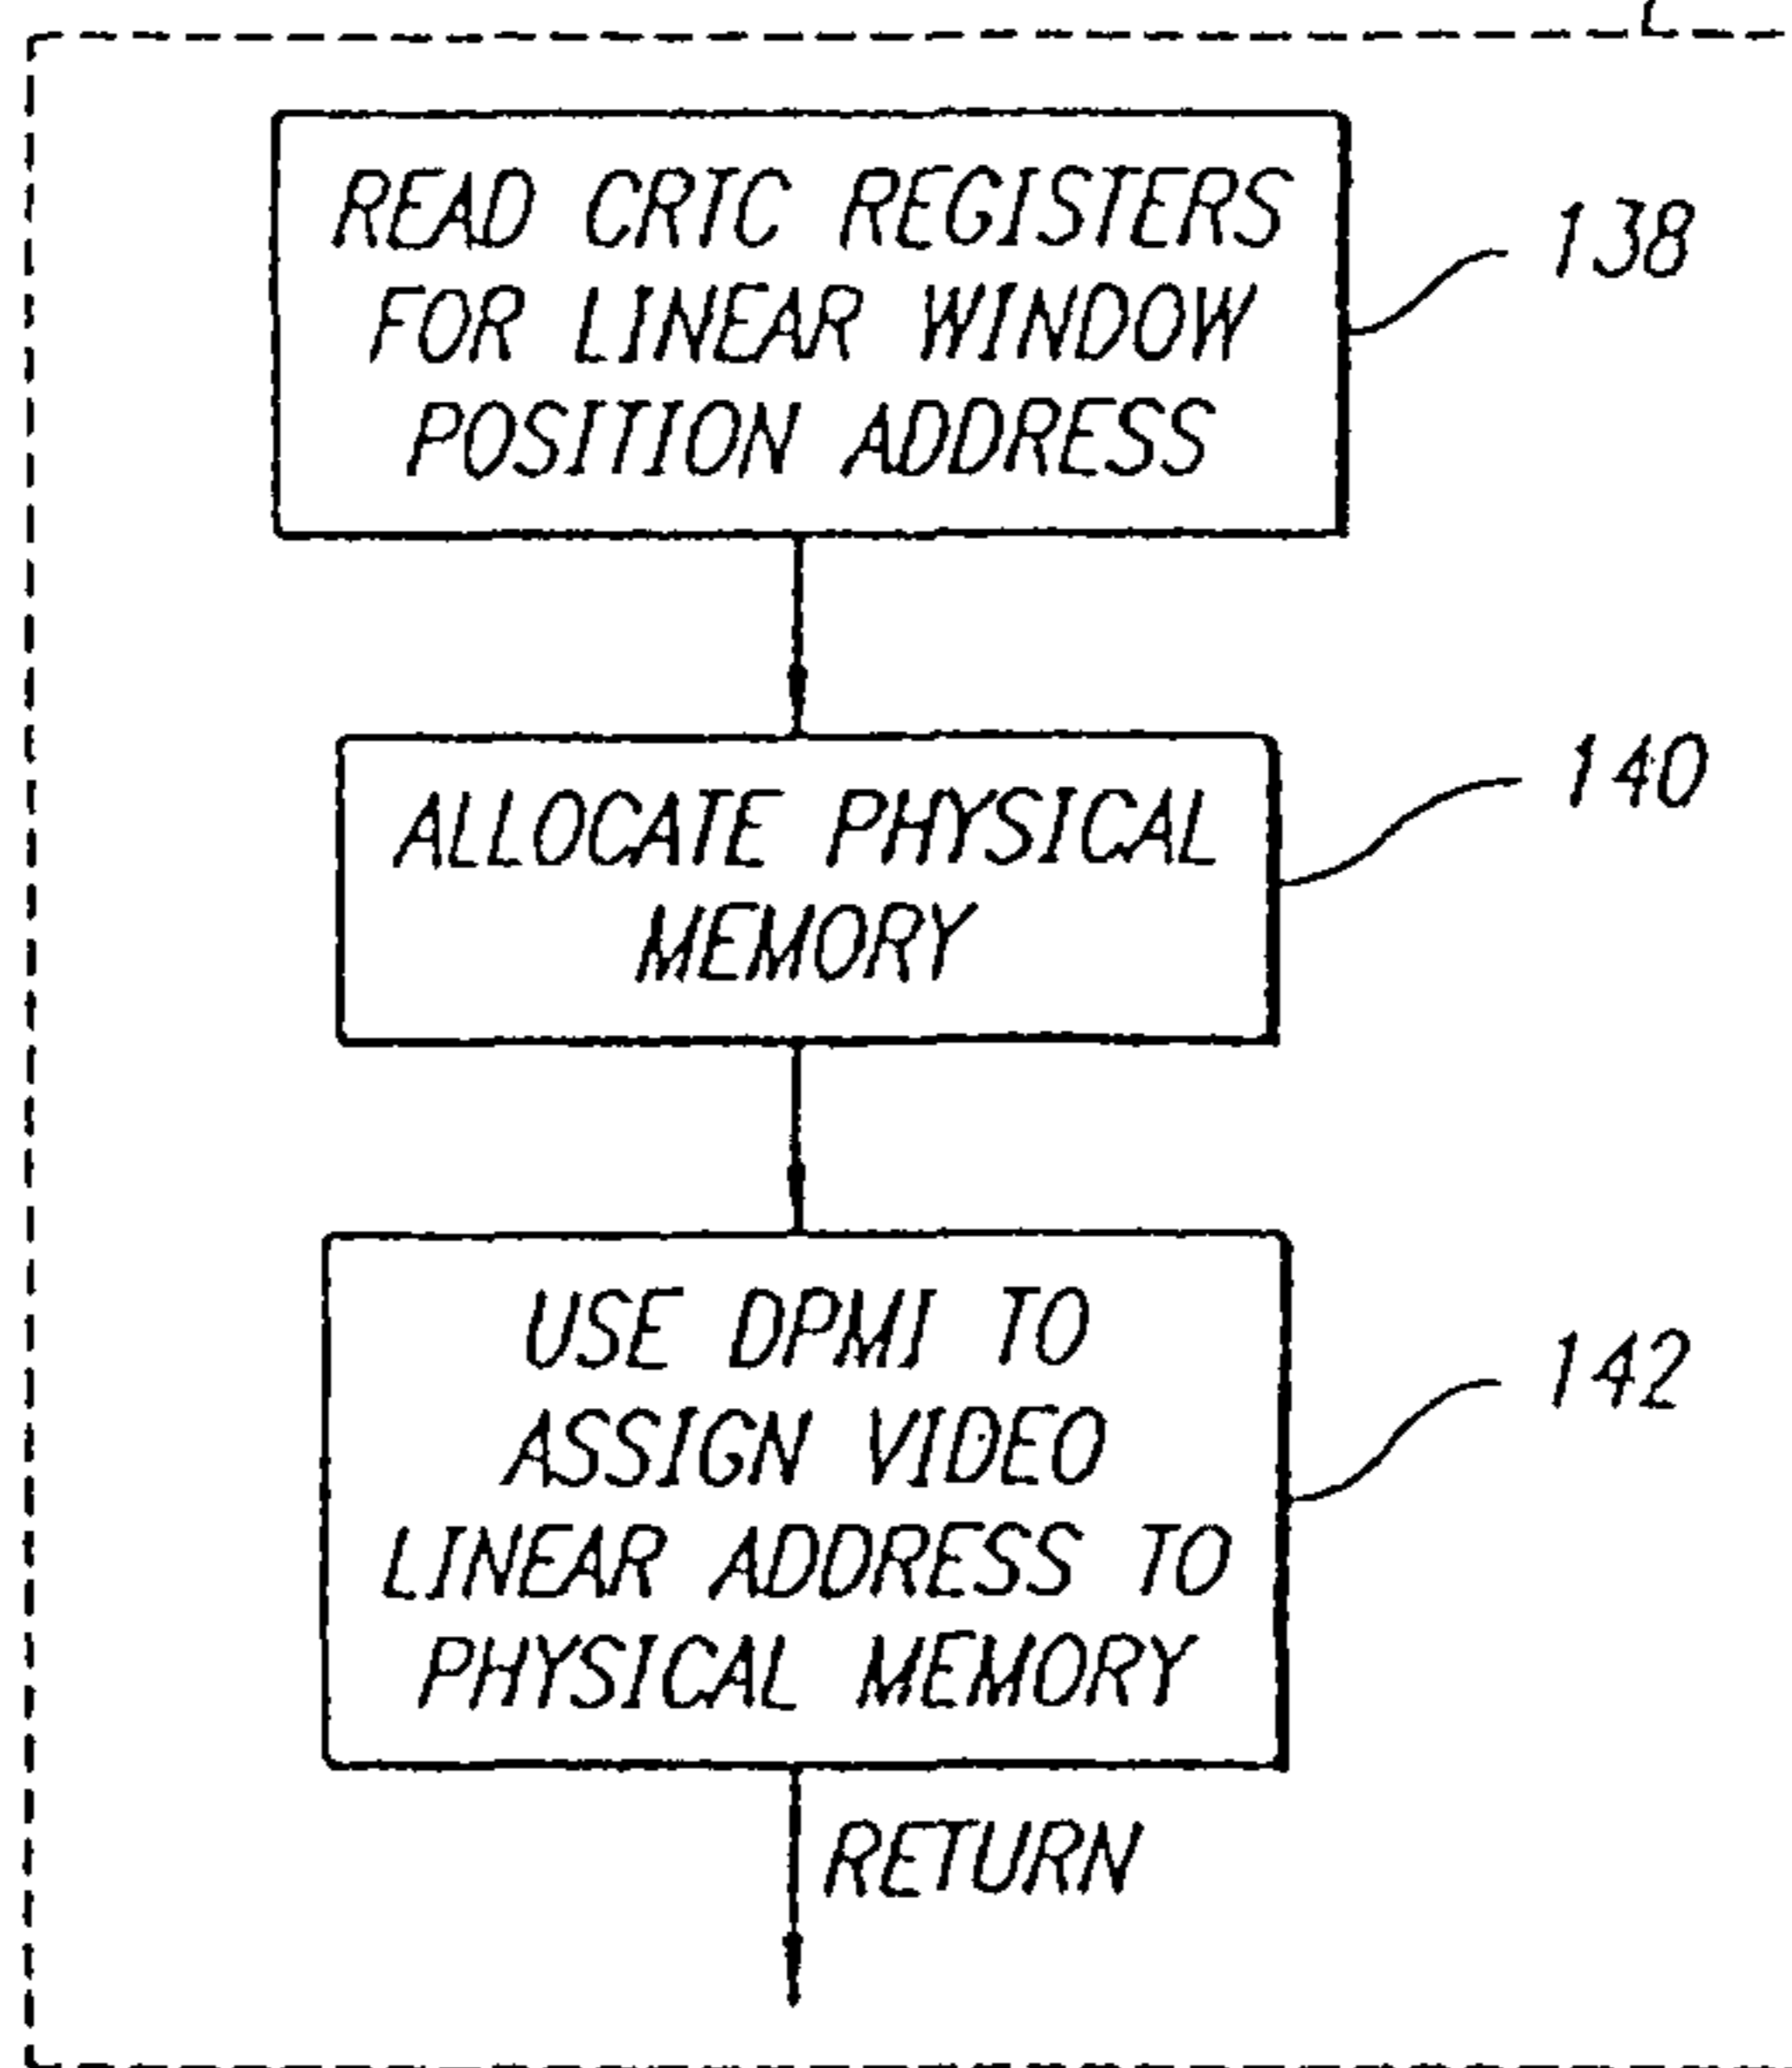 READ CRTC REGISTERS
FOR LINEAR WINDOW
POSITION ADDRESS
138
ALLOCATE PHYSICAL
MEMORY
140
USE DPMI TO
ASSIGN VIDEO
LINEAR ADDRESS TO
PHYSICAL MEMORY
142
RETURN